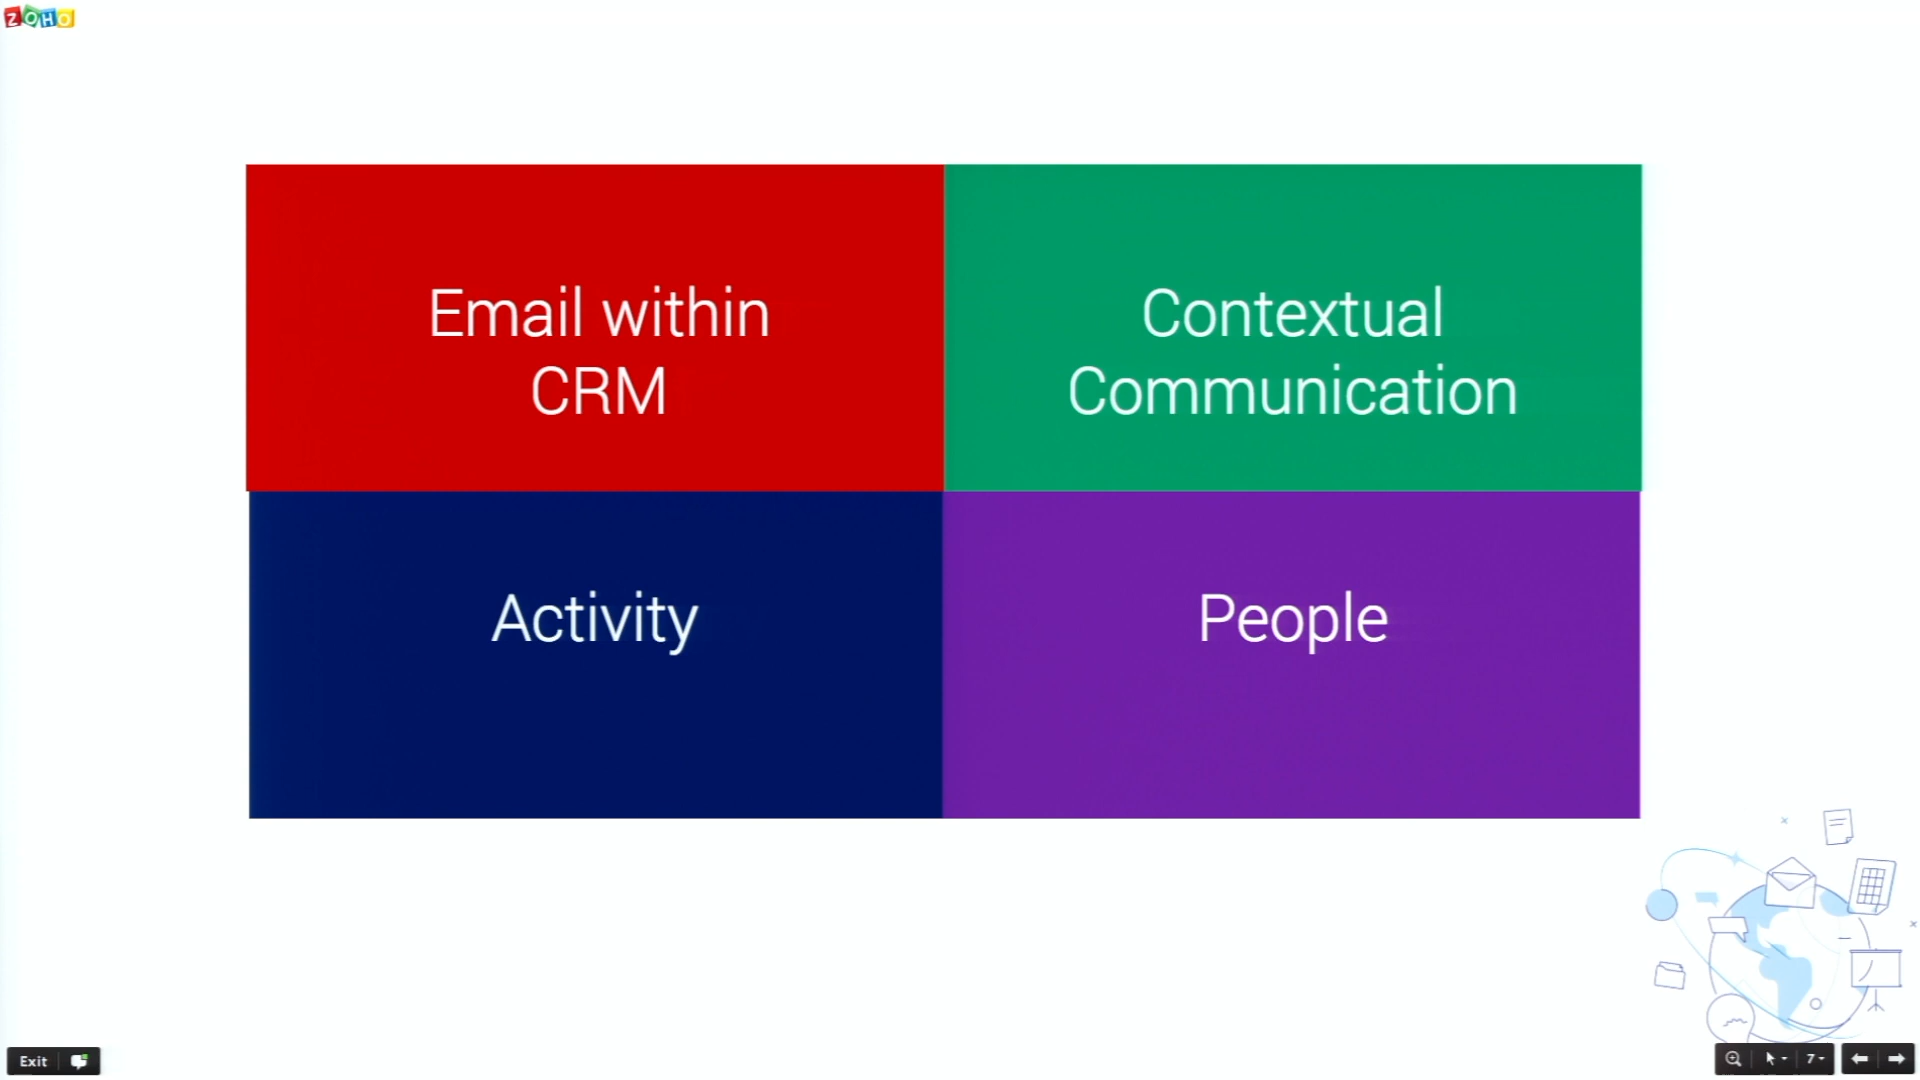 ZOHO
Email within
CRM
Contextual
Communication
Activity
People
Exit
7